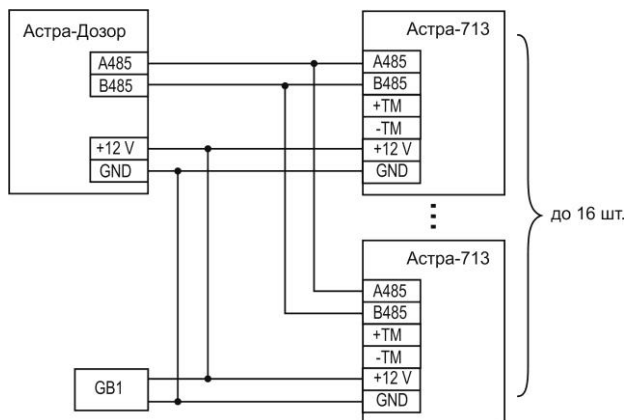 Астра-Дозор
A485
B485
+12 V
GND
Астра-713
A485
B485
+TM
-TM
+12 V
GND
до 16 шт.
Астра-713
A485
B485
+TM
-TM
+12 V
GND
GB1